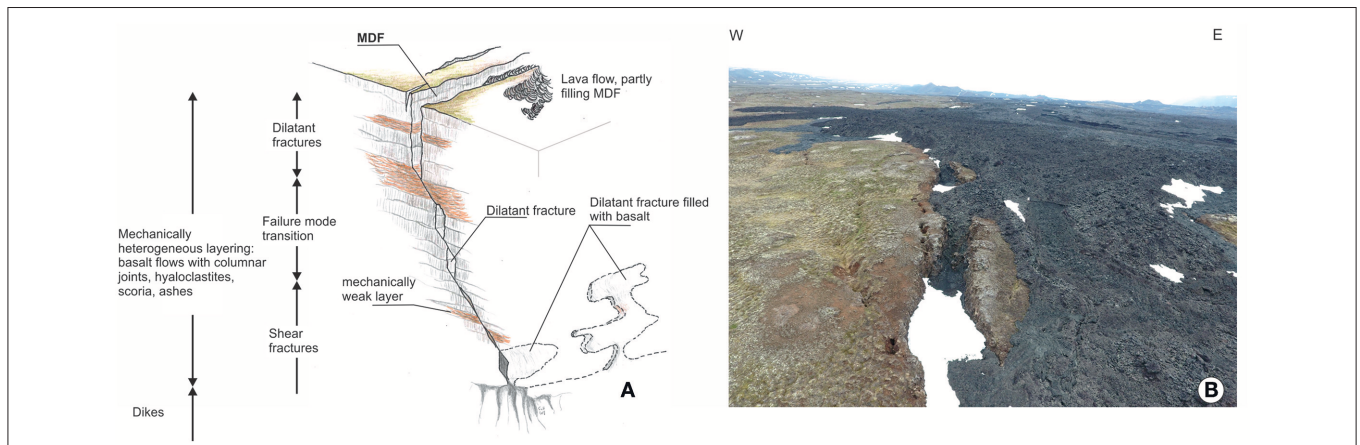 MDF
Lava flow, partly
filling MDF
Dilatant
fractures
Failure mode
transition
Shear
fractures
Mechanically
heterogeneous layering:
basalt flows with columnar
joints, hyaloclastites,
scoria, ashes
Dikes
Dilatant fracture
Dilatant fracture filled
with basalt
mechanically
weak layer
A
W
E
B